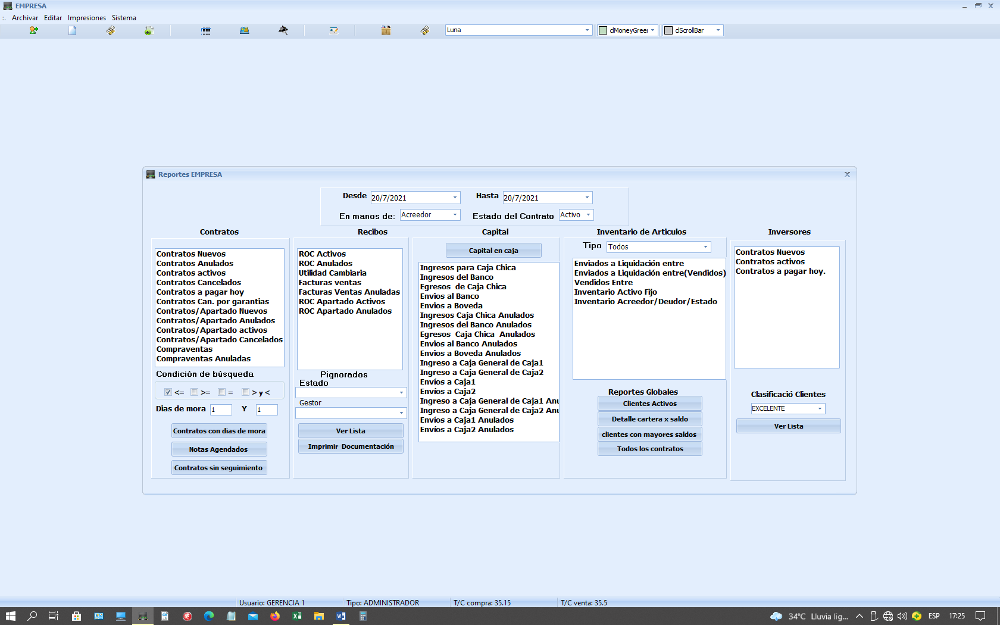 EMPRESA
Archivar Editar Impresiones Sistema
Luna clMoneyGreen clScrollBar
Reportes EMPRESA
Desde 20/7/2021 Hasta 20/7/2021
En manos de: Acreedor Estado del Contrato Activo
Contratos
Contratos Nuevos
Contratos Anulados
Contratos activos
Contratos Cancelados
Contratos a pagar hoy
Contratos Can. por garantias
Contratos/Apartado Nuevos
Contratos/Apartado Anulados
Contratos/Apartado activos
Contratos/Apartado Cancelados
Compraventas
Compraventas Anuladas
Condición de búsqueda
<= >= = > y <
Dias de mora 1 Y 1
Contratos con dias de mora
Notas Agendados
Contratos sin seguimiento
Recibos
ROC Activos
ROC Anulados
Utilidad Cambiaria
Facturas ventas
Facturas Ventas Anuladas
ROC Apartado Activos
ROC Apartado Anulados
Pignorados
Estado
Gestor
Ver Lista
Imprimir Documentación
Capital
Capital en caja
Ingresos para Caja Chica
Ingresos del Banco
Egresos de Caja Chica
Envios al Banco
Envios a Boveda
Ingresos Caja Chica Anulados
Ingresos del Banco Anulados
Egresos Caja Chica Anulados
Envios al Banco Anulados
Envios a Boveda Anulados
Ingreso a Caja General de Caja1
Ingreso a Caja General de Caja2
Envíos a Caja1
Envíos a Caja2
Ingreso a Caja General de Caja1 Anu
Ingreso a Caja General de Caja2 Anu
Envíos a Caja1 Anulados
Envíos a Caja2 Anulados
Inventario de Articulos
Tipo Todos
Enviados a Liquidación entre
Enviados a Liquidación entre(Vendidos)
Vendidos Entre
Inventario Activo Fijo
Inventario Acreedor/Deudor/Estado
Reportes Globales
Clientes Activos
Detalle cartera x saldo
clientes con mayores saldos
Todos los contratos
Inversores
Contratos Nuevos
Contratos activos
Contratos a pagar hoy.
Clasificació Clientes
EXCELENTE
Ver Lista
Usuario: GERENCIA 1 Tipo: ADMINISTRADOR T/C compra: 35.15 T/C venta: 35.5
34°C Lluvia lig... ESP 17:25